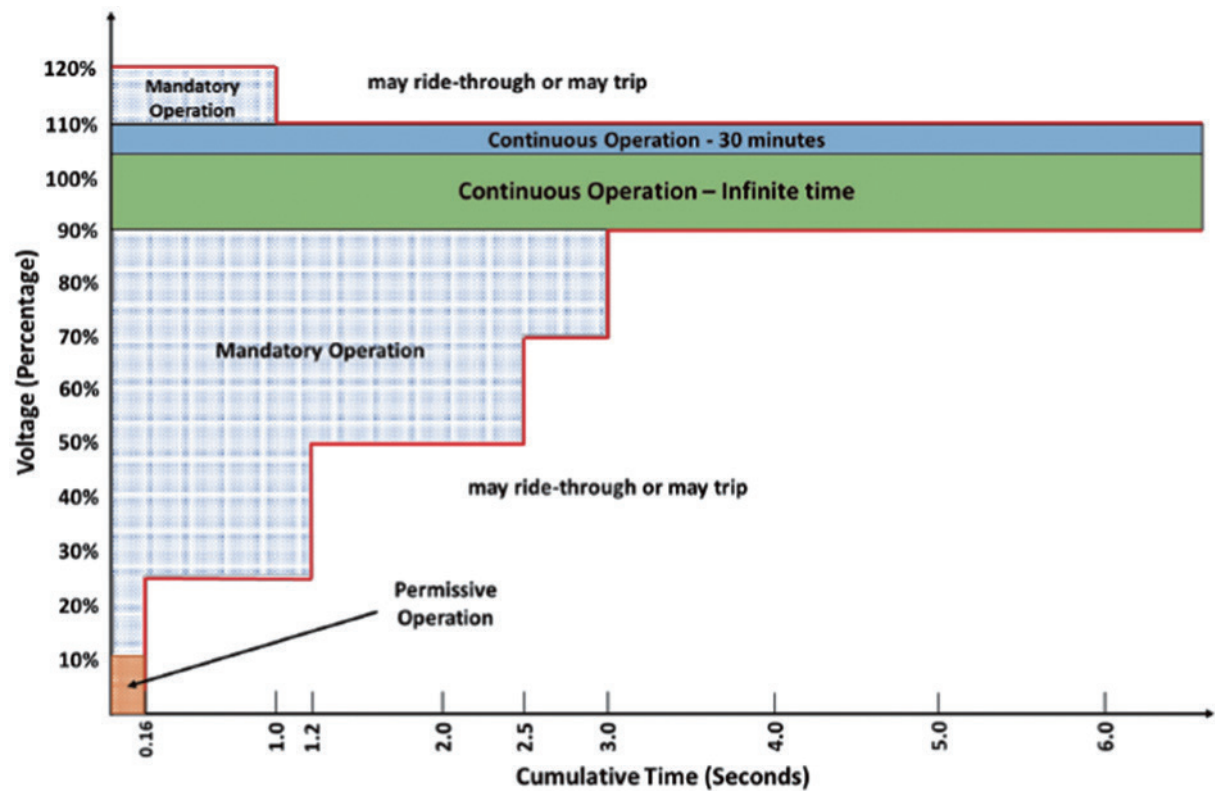 120%
Mandatory
Operation
may ride-through or may trip
110%
Continuous Operation - 30 minutes
100%
Continuous Operation – Infinite time
90%
80%
70%
Mandatory Operation
60%
50%
40%
may ride-through or may trip
30%
20%
Permissive
Operation
10%
Voltage (Percentage)
0.16
1.0
1.2
2.0
2.5
3.0
4.0
5.0
6.0
Cumulative Time (Seconds)